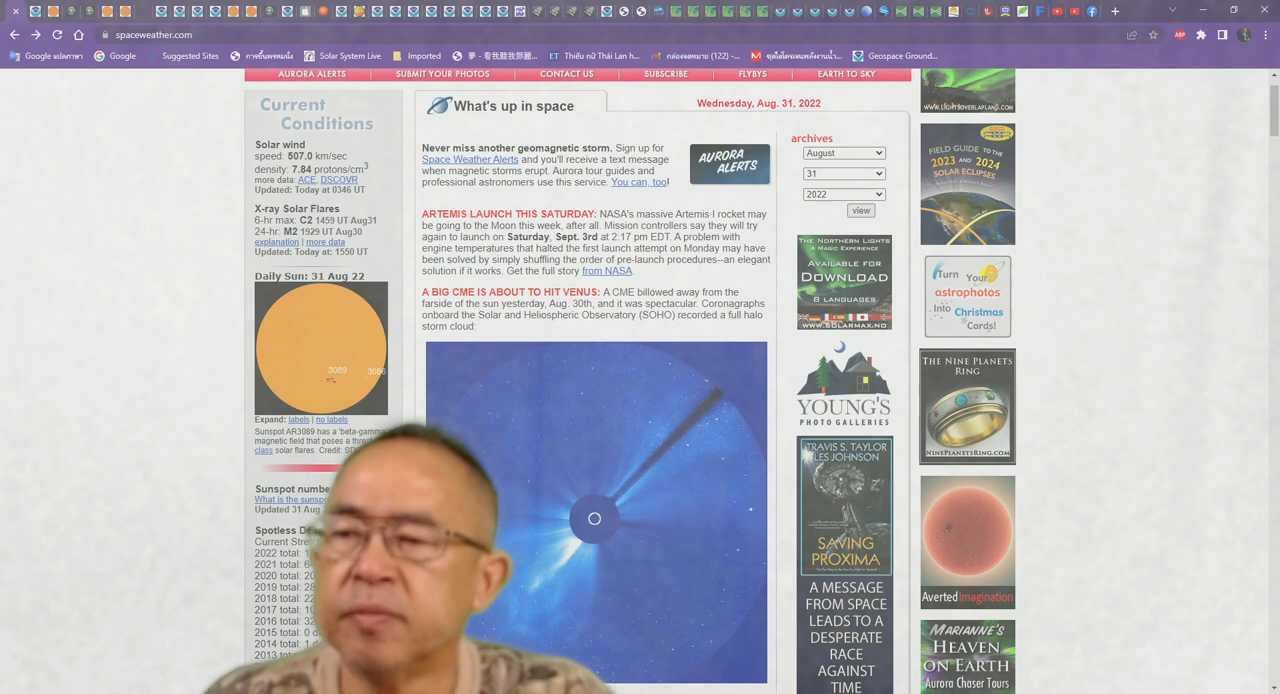 spaceweather.com
Google แปลภาษา
Google
Suggested Sites
Solar System Live
Imported
Geospace Ground...
AURORA ALERTS
SUBMIT YOUR PHOTOS
CONTACT US
SUBSCRIBE
FLYBYS
EARTH TO SKY
Current
Conditions
Solar wind
speed: 507.0 km/sec
density: 7.84 protons/cm3
more data: ACE, DSCOVR
Updated: Today at 0346 UT
X-ray Solar Flares
6-hr max: C2 1459 UT Aug31
24-hr: M2 1929 UT Aug30
explanation | more data
Updated: Today at: 1550 UT
Daily Sun: 31 Aug 22
3089
Expand: labels | no labels
Sunspot AR3089 has a 'beta-gamma
magnetic field that poses a threat
class solar flares. Credit:
Sunspot number
What is the sunspo
Updated 31 Aug
Spotless
Current Stre
2022 total: 1
2021 total: 6
2020 total: 20
2019 total: 28
2018 total: 22
2017 total: 10
2016 total: 32
2015 total: 0 d
2014 total: 1
2013 total
What's up in space
Wednesday, Aug. 31, 2022
Never miss another geomagnetic storm. Sign up for
Space Weather Alerts and you'll receive a text message
when magnetic storms erupt. Aurora tour guides and
professional astronomers use this service. You can, too!
AURORA
ALERTS
ARTEMIS LAUNCH THIS SATURDAY: NASA's massive Artemis I rocket may
be going to the Moon this week, after all. Mission controllers say they will try
again to launch on Saturday, Sept. 3rd at 2:17 pm EDT. A problem with
engine temperatures that halted the launch attempt on Monday may have
been solved by simply shuffling the order of pre-launch procedures--an elegant
solution if it works. Get the full story from NASA.
A BIG CME IS ABOUT TO HIT VENUS: A CME billowed away from the
farside of the sun yesterday, Aug. 30th, and it was spectacular. Coronagraphs
onboard the Solar and Heliospheric Observatory (SOHO) recorded a full halo
storm cloud:
archives
August
31
2022
view
THE NORTHERN LIGHTS
A MAGIC EXPERIENCE
AVAILABLE FOR
DOWNLOAD
8 LANGUAGES
WWW.SOLARMAX.NO
YOUNG'S
PHOTO GALLERIES
TRAVIS S. TAYLOR
LES JOHNSON
SAVING
PROXIMA
A MESSAGE
FROM SPACE
LEADS TO A
DESPERATE
RACE
AGAINST
TIME
WWW.LIGHTSOVERLAPLAND.COM
FIELD GUIDE TO THE
2023 AND 2024
SOLAR ECLIPSES
Turn Your
astrophotos
Into Christmas
Cards!
THE NINE PLANETS
RING
NINEPLANETSRING.COM
AvertedImagination
MARIANNE'S
HEAVEN
ON EARTH
Aurora Chaser Tours